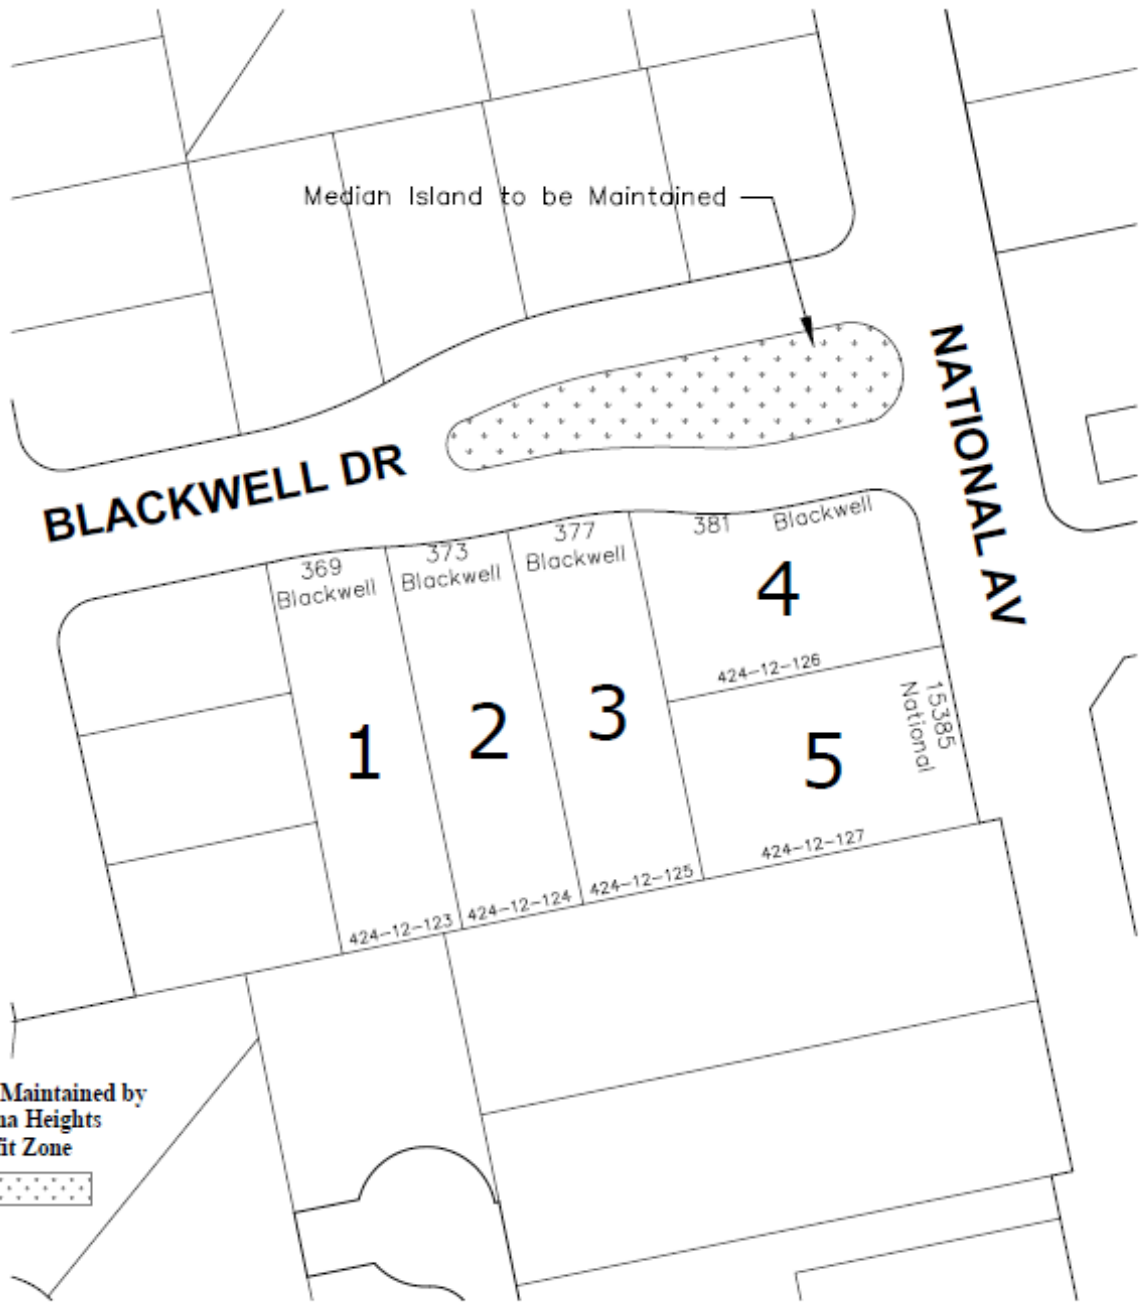 Median Island to be Maintained
NATIONAL AV
BLACKWELL DR
369
Blackwell
373
Blackwell
377
Blackwell
381 Blackwell
4
424-12-126
1
2
3
5
15385
National
424-12-123
424-12-124
424-12-125
424-12-127
Maintained by
Heights
Zone